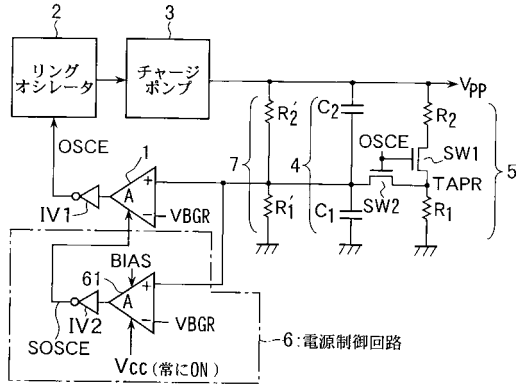 2
3
リング
オシレータ
チャージ
ポンプ
VPP
OSCE
R2'
C2
R2
OSCE
SW1
7
4
5
1
A
+
−
IV1
VBGR
R1'
C1
SW2
TAPR
R1
BIAS
61
A
+
−
IV2
VBGR
SOSCE
VCC (常にON)
6:電源制御回路